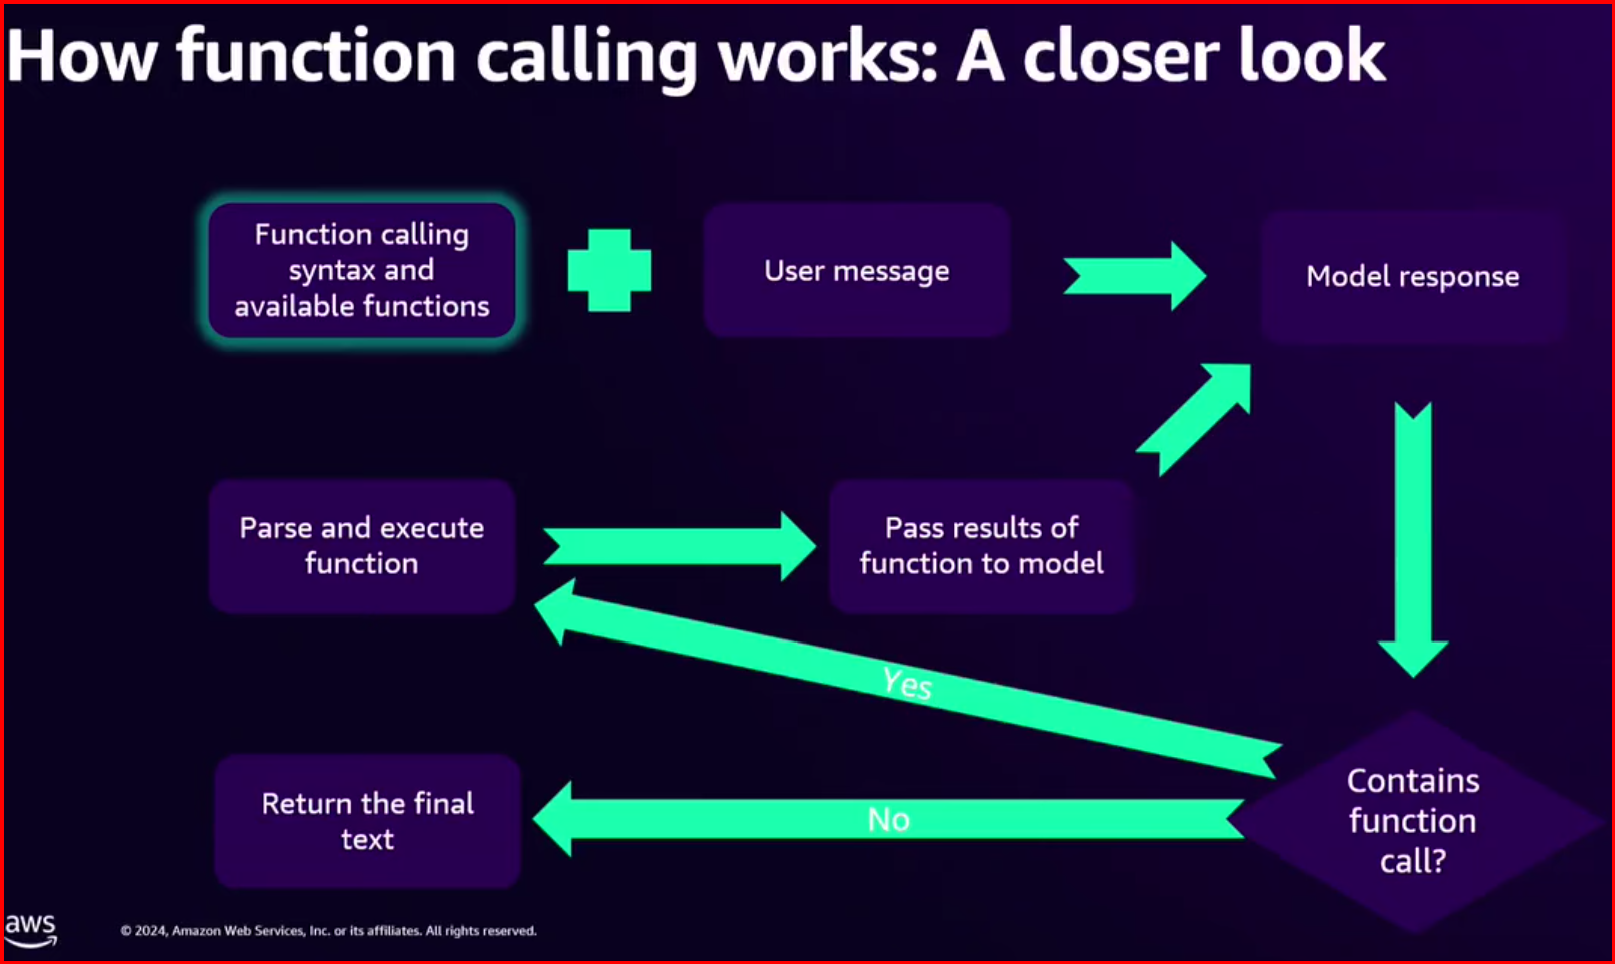 How function calling works: A closer look
Function calling
syntax and
available functions
User message
Model response
Parse and execute
function
Pass results of
function to model
Yes
Return the final
text
No
Contains
function
call?
aws
© 2024, Amazon Web Services, Inc. or its affiliates. All rights reserved.